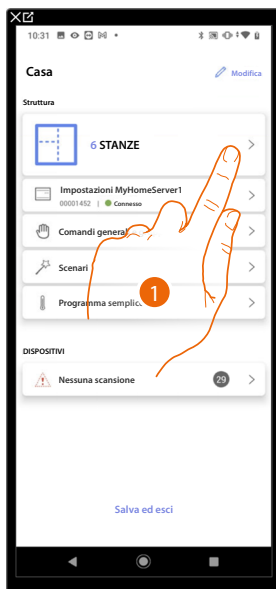 10:31
Casa
Modifica
Struttura
6 STANZE
Impostazioni MyHomeServer1
00001452 | Connesso
Comandi general
Scenari
Programma semplic
1
DISPOSITIVI
Nessuna scansione 29
Salva ed esci